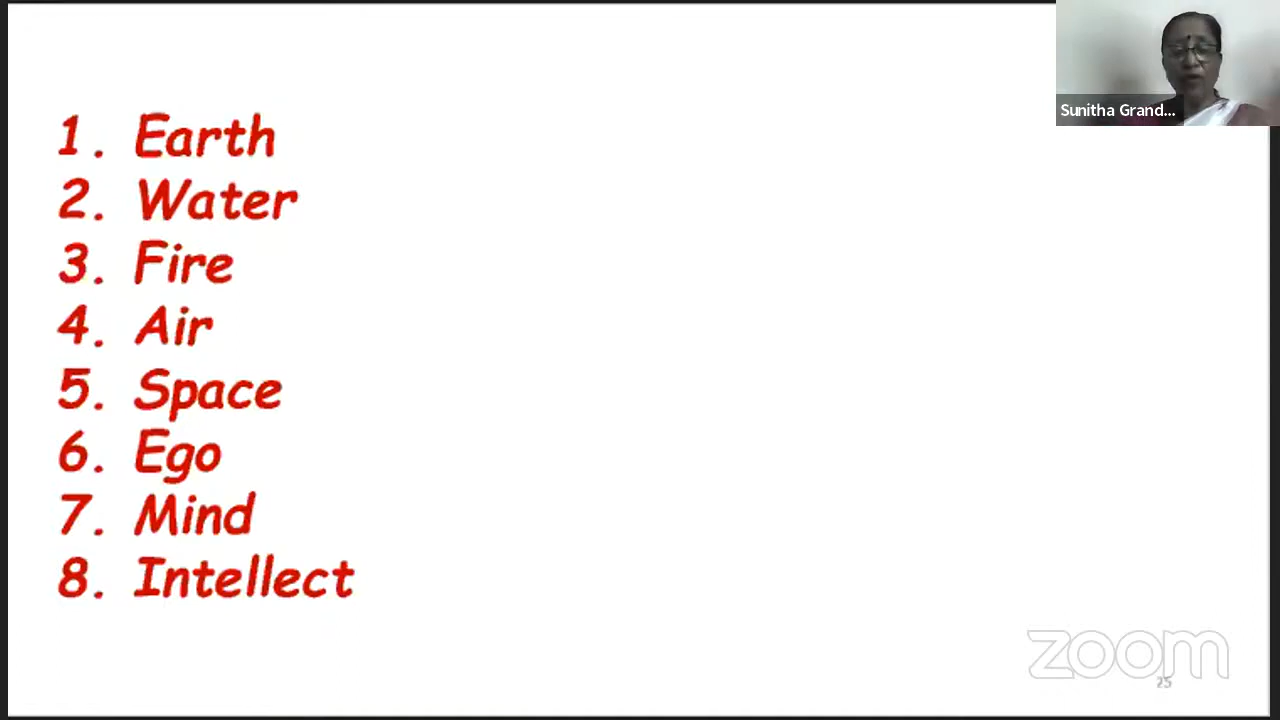 1. Earth
2. Water
3. Fire
4. Air
5. Space
6. Ego
7. Mind
8. Intellect
Sunitha Grand...
zoom
25